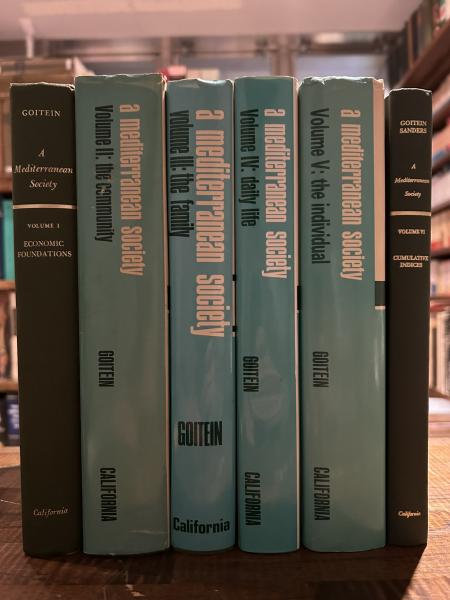 GOITEIN
A
Mediterranean
Society
VOLUME I
ECONOMIC
FOUNDATIONS
California
a mediterranean society
Volume II: the community
GOITEIN
CALIFORNIA
a mediterranean society
volume III: the family
GOITEIN
California
a mediterranean society
Volume IV: daily life
GOITEIN
CALIFORNIA
a mediterranean society
Volume V: the individual
GOITEIN
CALIFORNIA
GOITEIN
SANDERS
A
Mediterranean
Society
VOLUME VI
CUMULATIVE
INDICES
California